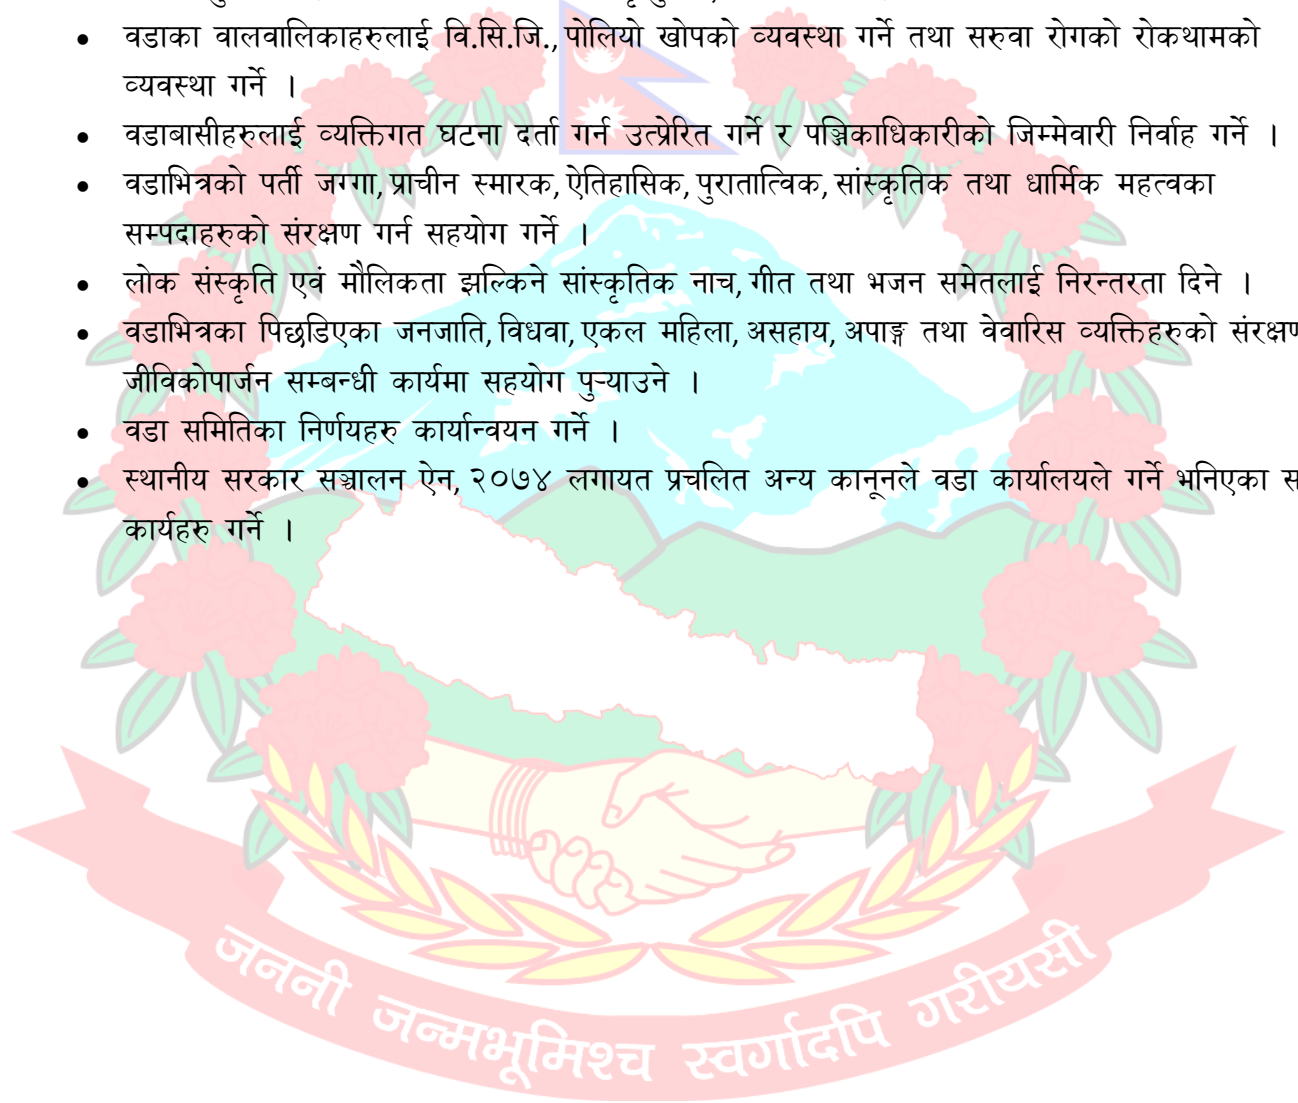 • वडाका वालवालिकाहरुलाई वि.सि.जि., पोलियो खोपको व्यवस्था गर्ने तथा सरुवा रोगको रोकथामको
व्यवस्था गर्ने ।
• वडाबासीहरुलाई व्यक्तिगत घटना दर्ता गर्न उत्प्रेरित गर्ने र पञ्जिकाधिकारीको जिम्मेवारी निर्वाह गर्ने ।
• वडाभित्रको पर्ती जग्गा, प्राचीन स्मारक, ऐतिहासिक, पुरातात्विक, सांस्कृतिक तथा धार्मिक महत्वका
सम्पदाहरुको संरक्षण गर्न सहयोग गर्ने ।
• लोक संस्कृति एवं मौलिकता झल्किने सांस्कृतिक नाच, गीत तथा भजन समेतलाई निरन्तरता दिने ।
• वडाभित्रका पिछडिएका जनजाति, विधवा, एकल महिला, असहाय, अपाङ्ग तथा वेवारिस व्यक्तिहरुको संरक्षण
जीविकोपार्जन सम्बन्धी कार्यमा सहयोग पुऱ्याउने ।
• वडा समितिका निर्णयहरु कार्यान्वयन गर्ने ।
• स्थानीय सरकार सञ्चालन ऐन, २०७४ लगायत प्रचलित अन्य कानूनले वडा कार्यालयले गर्ने भनिएका
कार्यहरु गर्ने ।
जननी जन्मभूमिश्च स्वर्गादपि गरीयसी